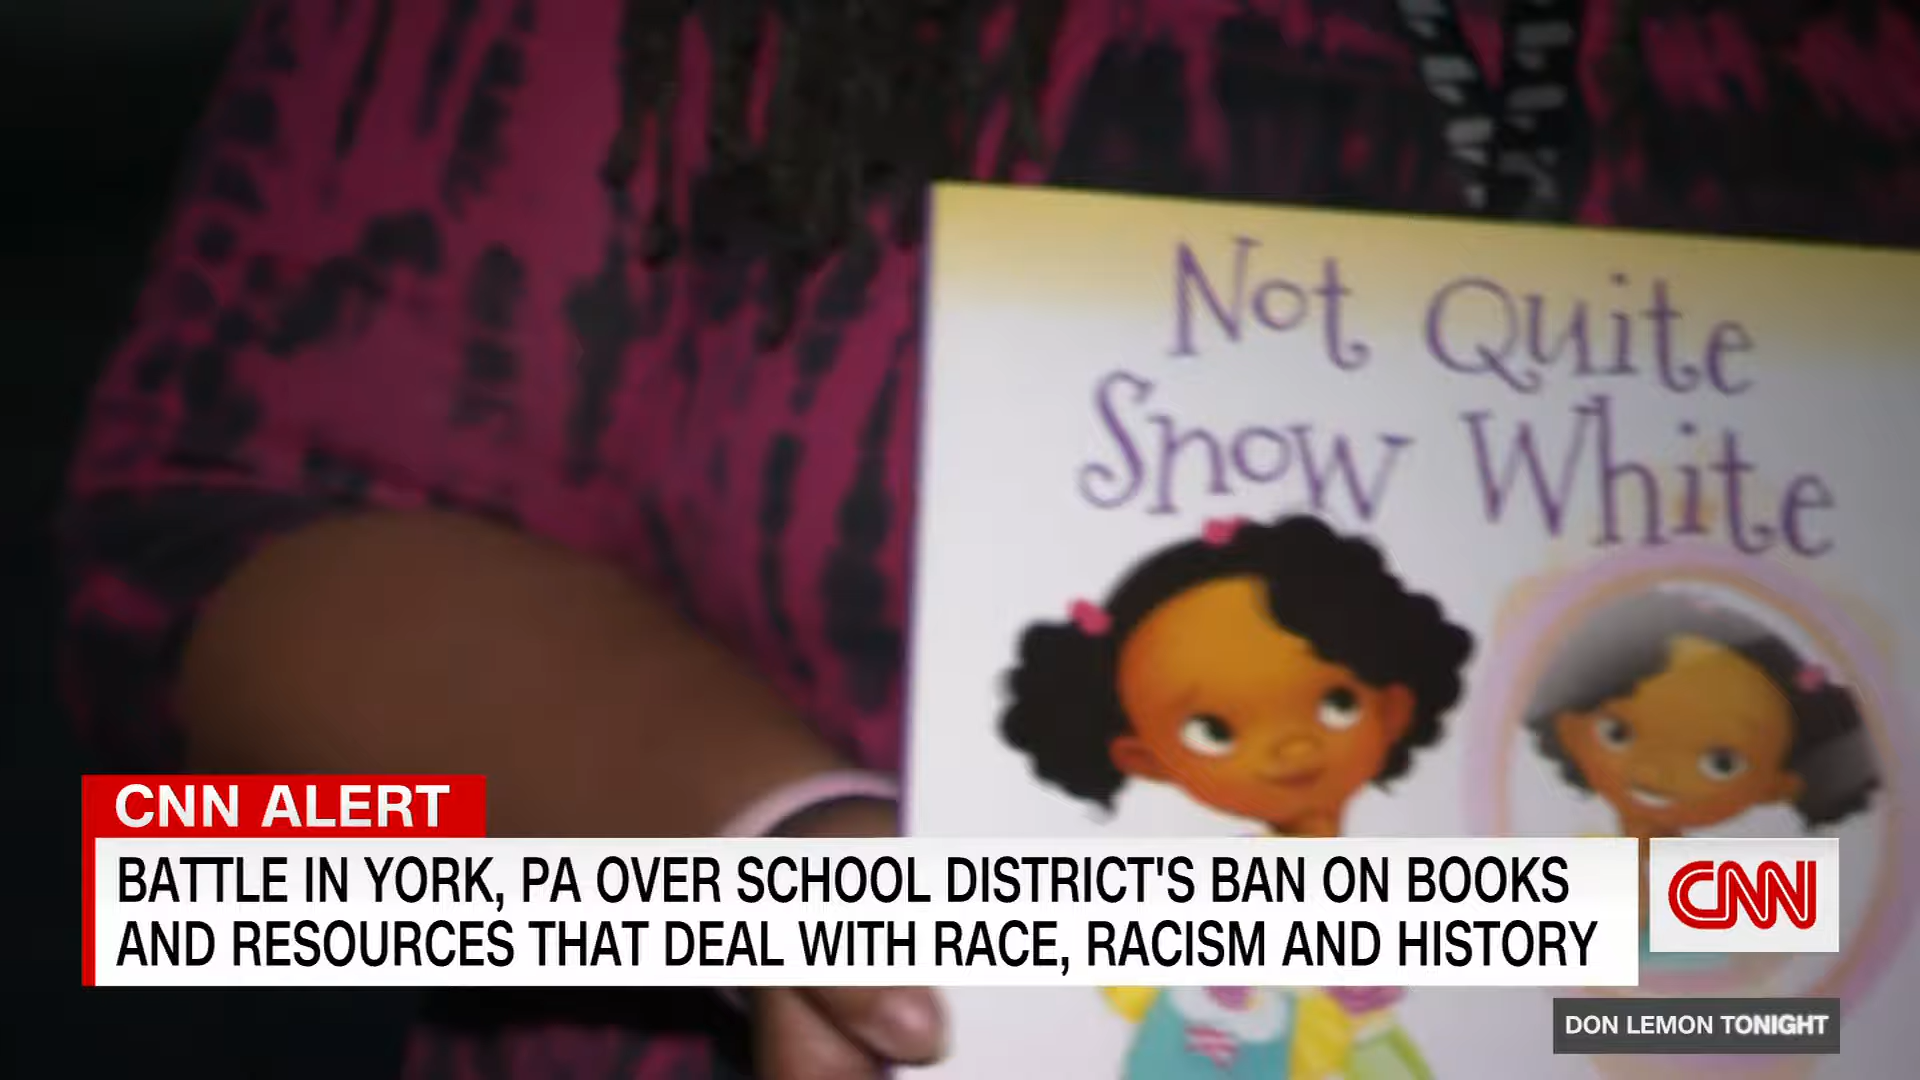 Not Quite
Snow White
CNN ALERT
BATTLE IN YORK, PA OVER SCHOOL DISTRICT'S BAN ON BOOKS
AND RESOURCES THAT DEAL WITH RACE, RACISM AND HISTORY
CNN
DON LEMON TONIGHT